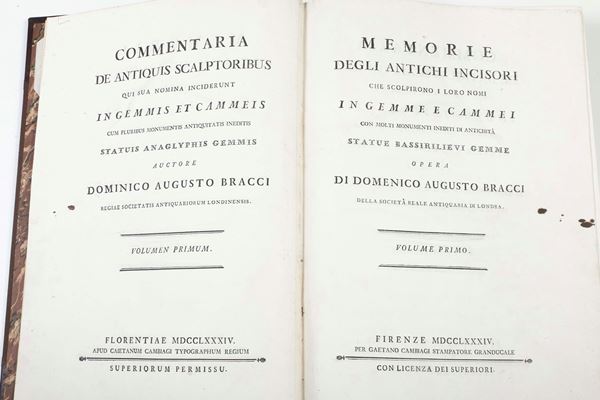 COMMENTARIA
DE ANTIQUIS SCALPTORIBUS
QUI SUA NOMINA INCIDERUNT
IN GEMMIS ET CAMMEIS
CUM PLURIBUS MONUMENTIS ANTIQUITATIS INEDITIS
STATUIS ANAGLYPHIS GEMMIS
AUCTORE
DOMINICO AUGUSTO BRACCI
REGIAE SOCIETATIS ANTIQUARIORUM LONDINENSIS.
VOLUMEN PRIMUM.
FLORENTIAE MDCCLXXXIV.
APUD CAETANUM CAMBIAGI TYPOGRAPHUM REGIUM
SUPERIORUM PERMISSU.
MEMORIE
DEGLI ANTICHI INCISORI
CHE SCOLPIRONO I LORO NOMI
IN GEMME E CAMMEI
CON MOLTI MONUMENTI INEDITI DI ANTICHITÀ
STATUE BASSIRILIEVI GEMME
OPERA
DI DOMENICO AUGUSTO BRACCI
DELLA SOCIETÀ REALE ANTIQUARIA DI LONDRA.
VOLUME PRIMO.
FIRENZE MDCCLXXXIV.
PER GAETANO CAMBIAGI STAMPATORE GRANDUCALE
CON LICENZA DEI SUPERIORI.